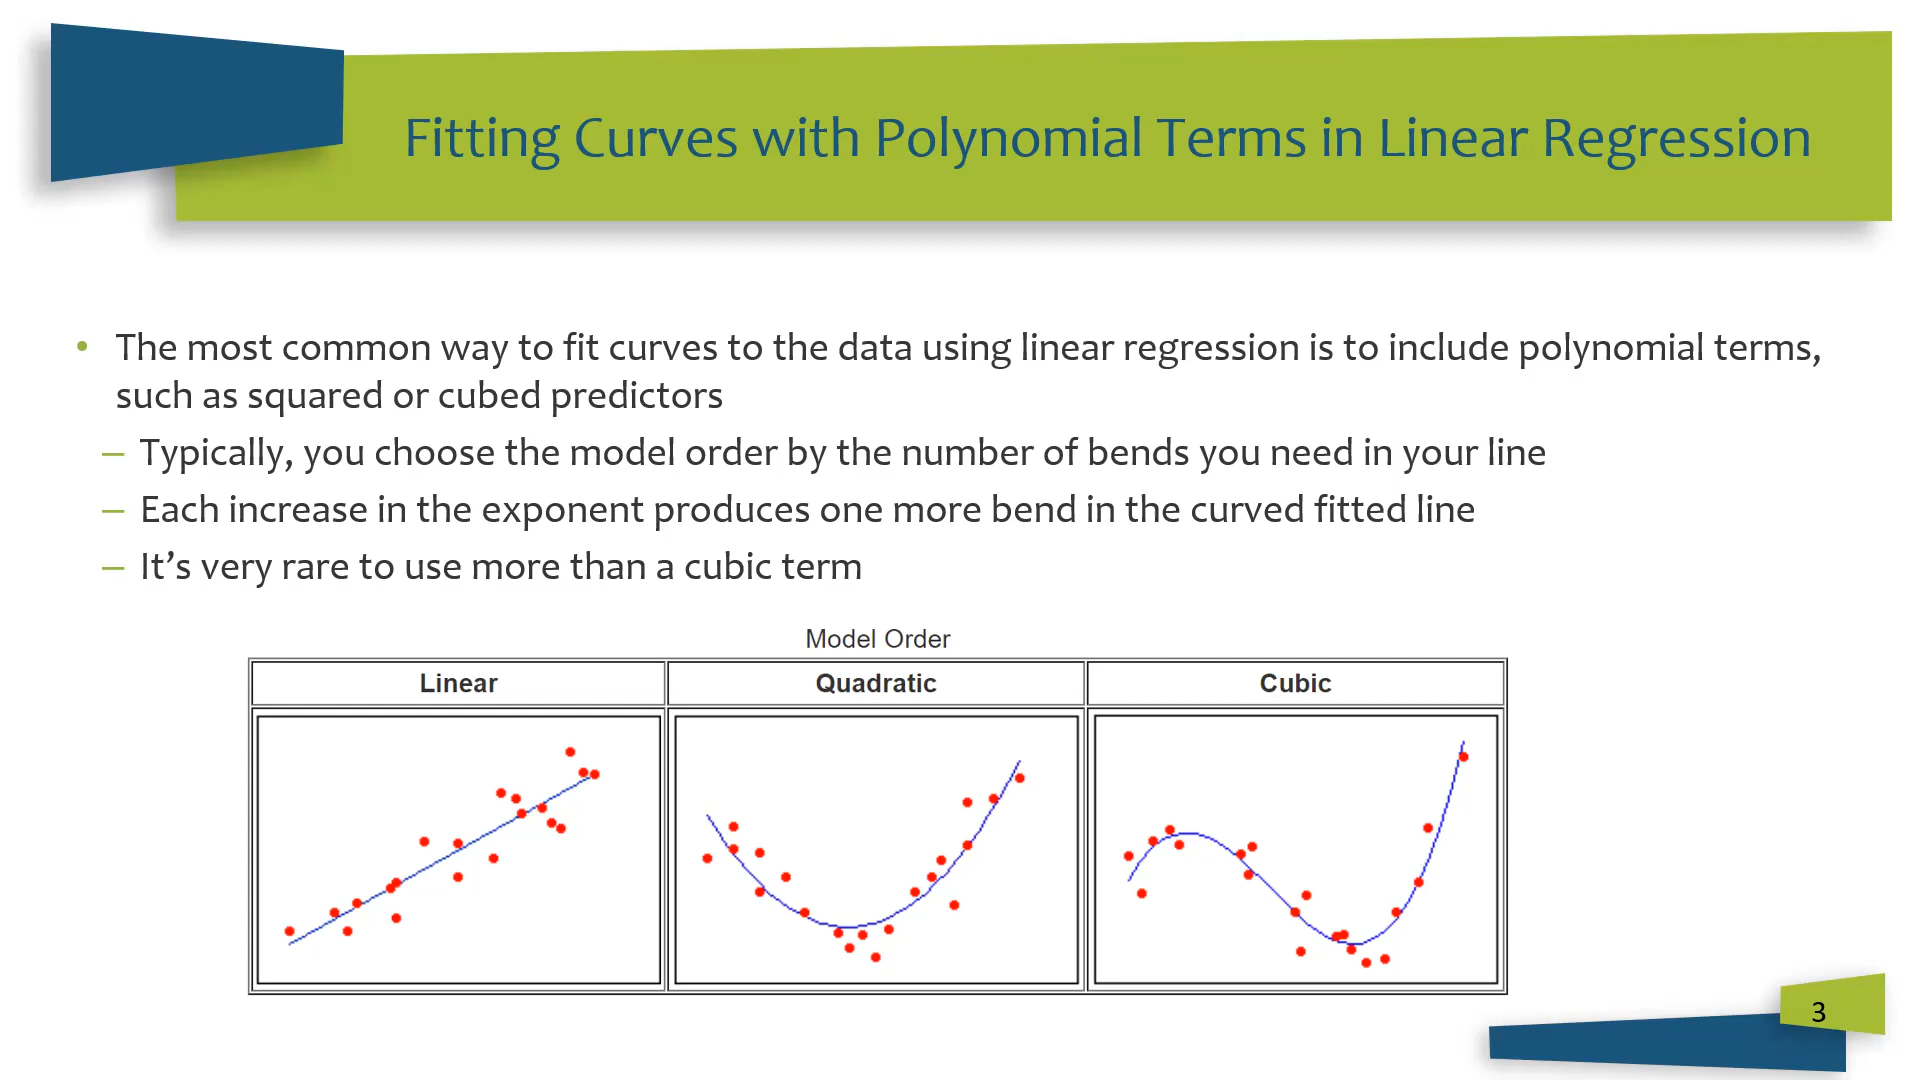 Fitting Curves with Polynomial Terms in Linear Regression
• The most common way to fit curves to the data using linear regression is to include polynomial terms,
such as squared or cubed predictors
– Typically, you choose the model order by the number of bends you need in your line
– Each increase in the exponent produces one more bend in the curved fitted line
– It’s very rare to use more than a cubic term
Model Order
Linear Quadratic Cubic
3